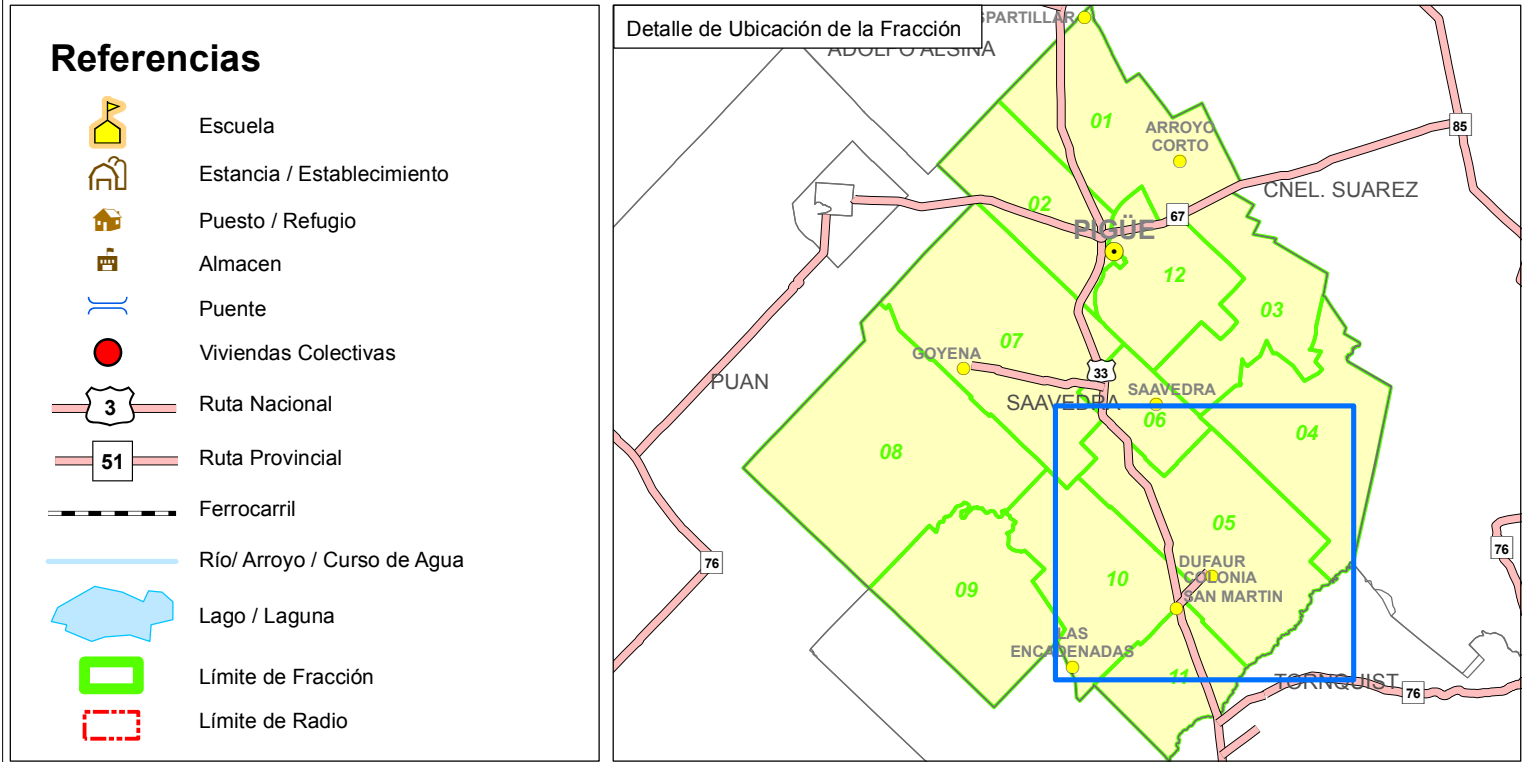 Referencias
Escuela
Estancia / Establecimiento
Puesto / Refugio
Almacen
Puente
Viviendas Colectivas
3
Ruta Nacional
51
Ruta Provincial
Ferrocarril
Río/ Arroyo / Curso de Agua
Lago / Laguna
Límite de Fracción
Límite de Radio
Detalle de Ubicación de la Fracción
SPARTILLAR
ADOLFO ALSINA
01
ARROYO
CORTO
85
CNEL. SUAREZ
02
67
PIGÜE
12
03
07
GOYENA
33
PUAN
SAAVEDRA
SAAVEDRA
06
04
08
05
76
76
DUFAUR
COLONIA
SAN MARTIN
10
09
LAS
ENCADENADAS
11
TORNQUIST
76